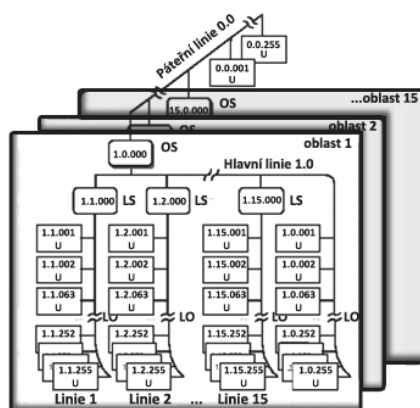 Páteřní linie 0.0
0.0.255
U
0.0.001
U
...oblast 15
15.0.000
OS
oblast 2
OS
oblast 1
1.0.000
OS
Hlavní linie 1.0
1.1.000
LS
1.2.000
LS
1.15.000
LS
1.1.001
U
1.2.001
U
1.15.001
U
1.0.001
U
1.1.002
U
1.2.002
U
1.15.002
U
1.0.002
U
1.1.063
U
1.2.063
U
1.15.063
U
1.0.063
U
... LO
... LO
... LO
... LO
1.1.252
1.2.252
1.15.252
1.0.252
1.1.255
U
1.2.255
U
1.15.255
U
1.0.255
U
Linie 1 Linie 2 ... Linie 15